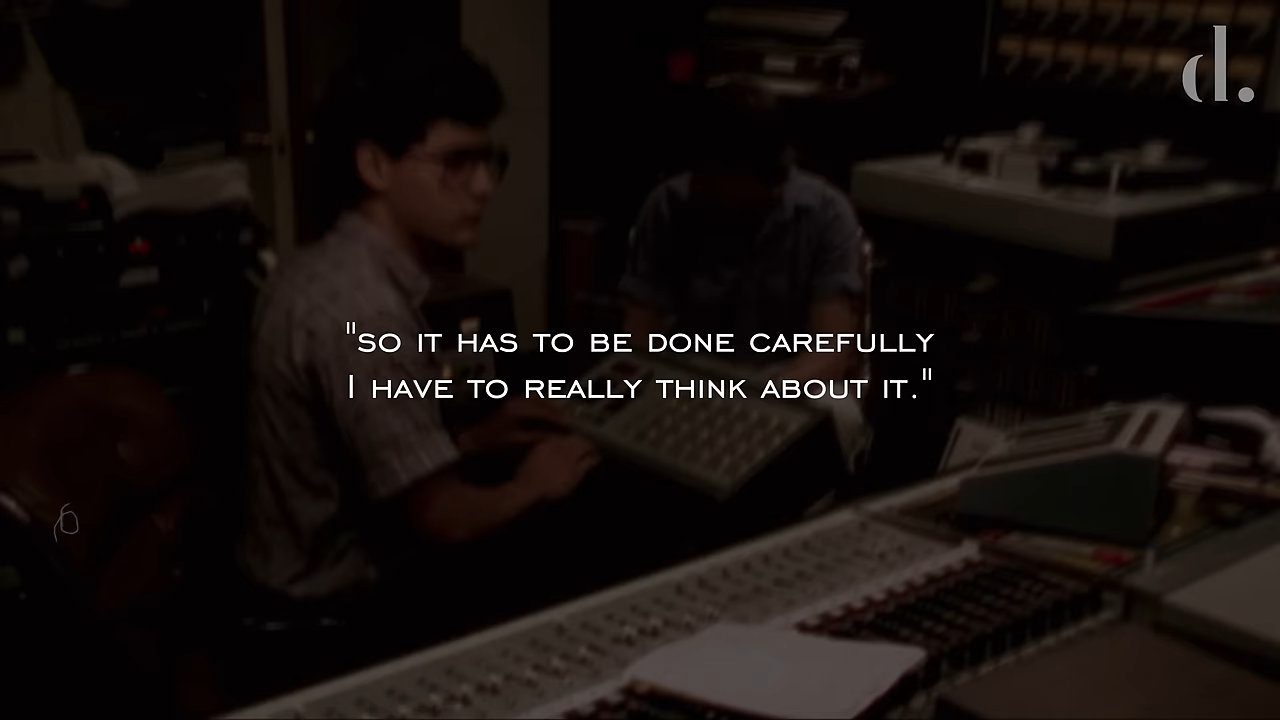 d.
"SO IT HAS TO BE DONE CAREFULLY
I HAVE TO REALLY THINK ABOUT IT."